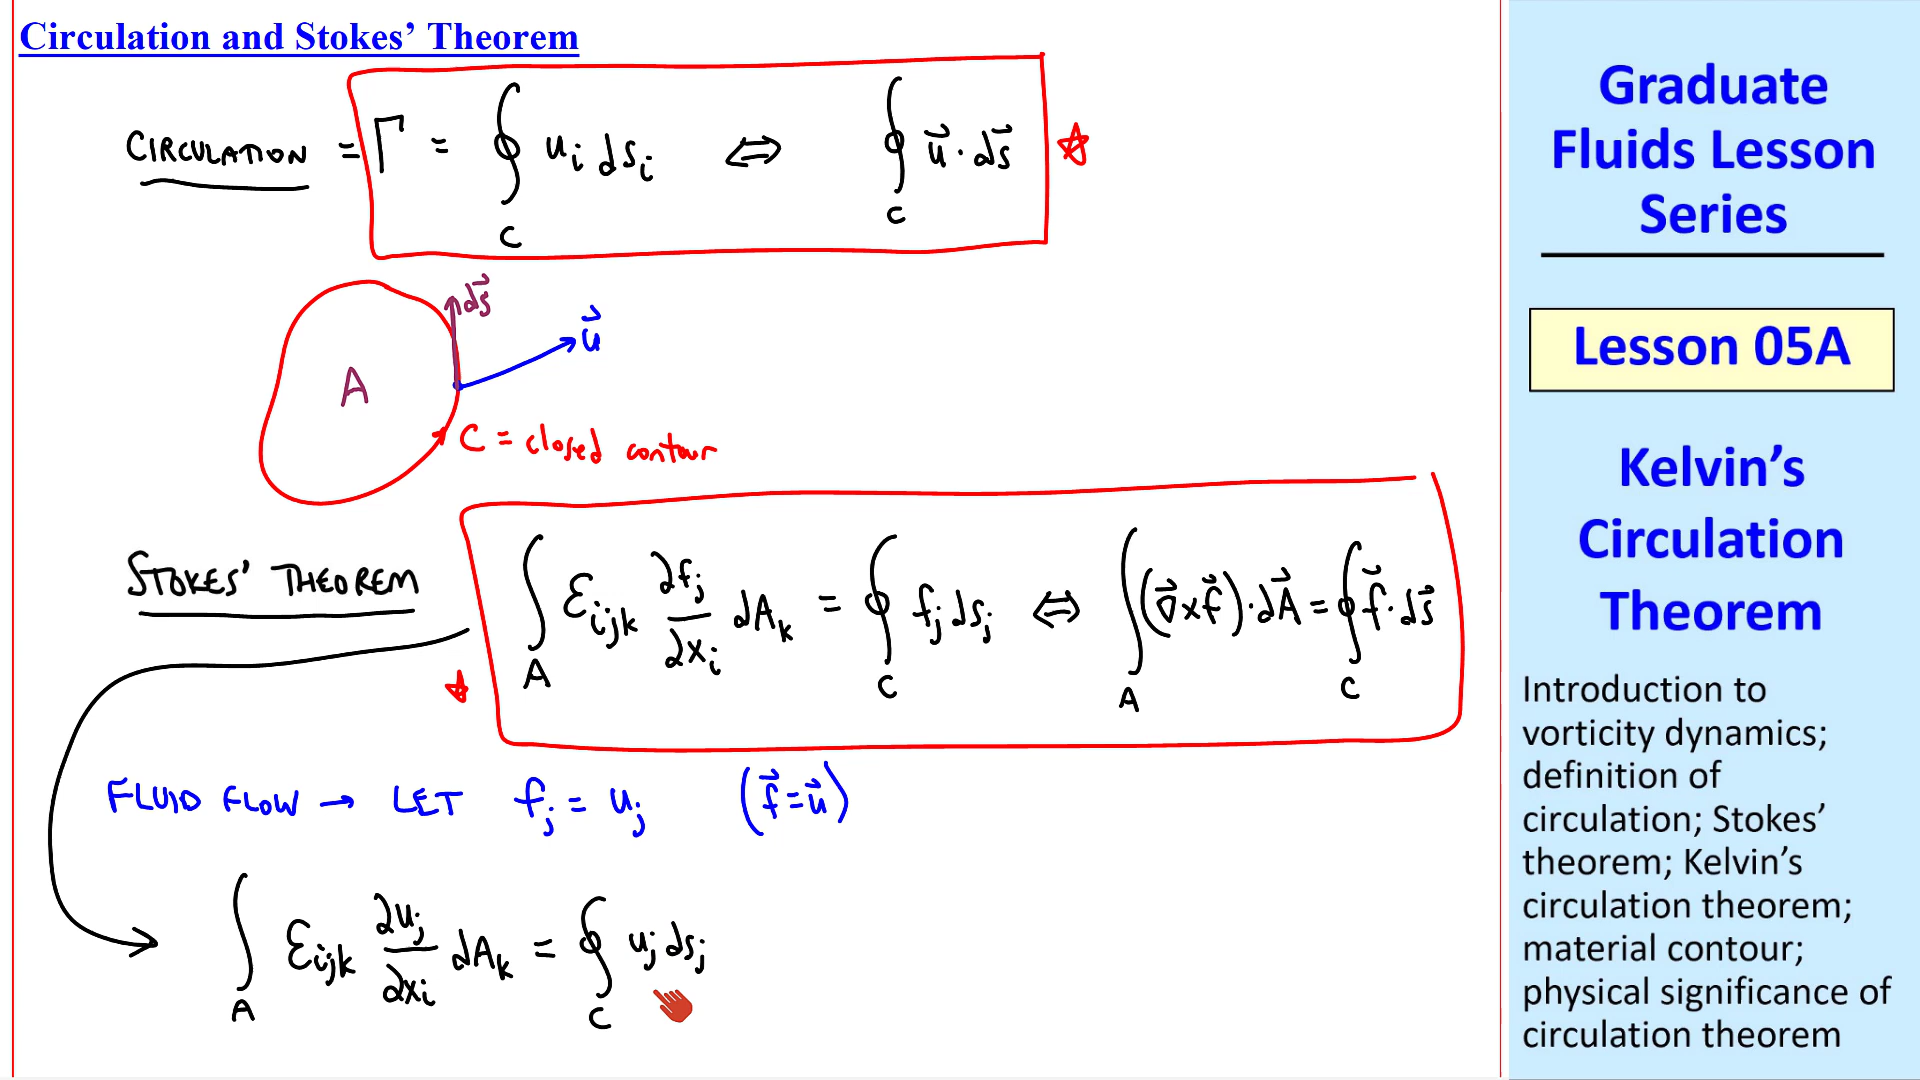 Circulation and Stokes’ Theorem
CIRCULATION = Γ = ∮_C u_i ds_i ⇔ ∮_C u⃗ · ds⃗
ds⃗
u⃗
A
C = closed contour
STOKES' THEOREM ∫_A ε_ijk ∂f_j/∂x_i dA_k = ∮_C f_j ds_j ⇔ ∫_A (∇⃗ x f⃗) · dA⃗ = ∮_C f⃗ · ds⃗
FLUID FLOW → LET f_j = u_j (f⃗ = u⃗)
∫_A ε_ijk ∂u_j/∂x_i dA_k = ∮_C u_j ds_j
Graduate
Fluids Lesson
Series
Lesson 05A
Kelvin’s
Circulation
Theorem
Introduction to
vorticity dynamics;
definition of
circulation; Stokes’
theorem; Kelvin’s
circulation theorem;
material contour;
physical significance of
circulation theorem